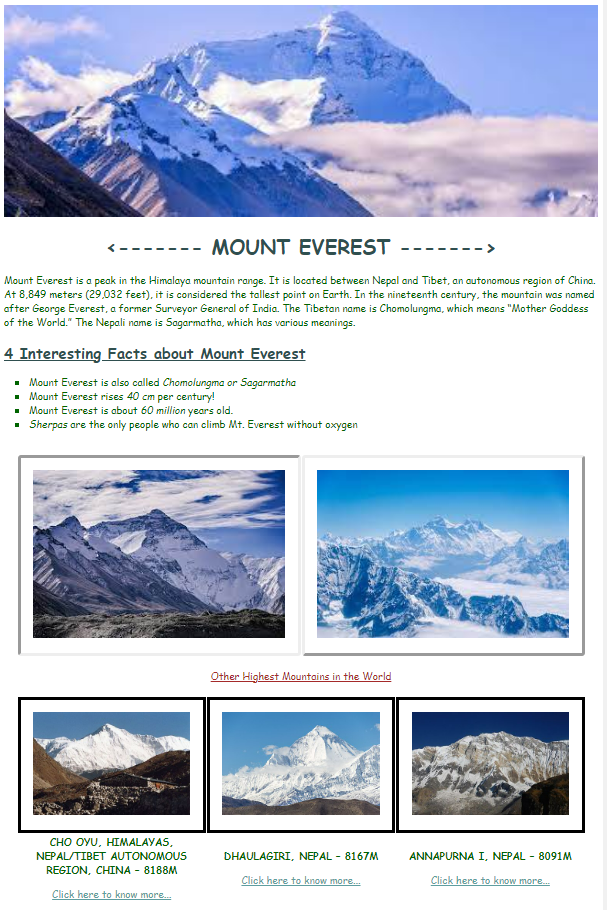 <------- MOUNT EVEREST ------->
Mount Everest is a peak in the Himalaya mountain range. It is located between Nepal and Tibet, an autonomous region of China.
At 8,849 meters (29,032 feet), it is considered the tallest point on Earth. In the nineteenth century, the mountain was named
after George Everest, a former Surveyor General of India. The Tibetan name is Chomolungma, which means “Mother Goddess
of the World.” The Nepali name is Sagarmatha, which has various meanings.
4 Interesting Facts about Mount Everest
▪ Mount Everest is also called Chomolungma or Sagarmatha
▪ Mount Everest rises 40 cm per century!
▪ Mount Everest is about 60 million years old.
▪ Sherpas are the only people who can climb Mt. Everest without oxygen
Other Highest Mountains in the World
CHO OYU, HIMALAYAS,
NEPAL/TIBET AUTONOMOUS
REGION, CHINA – 8188M
Click here to know more...
DHAULAGIRI, NEPAL – 8167M
Click here to know more...
ANNAPURNA I, NEPAL – 8091M
Click here to know more...